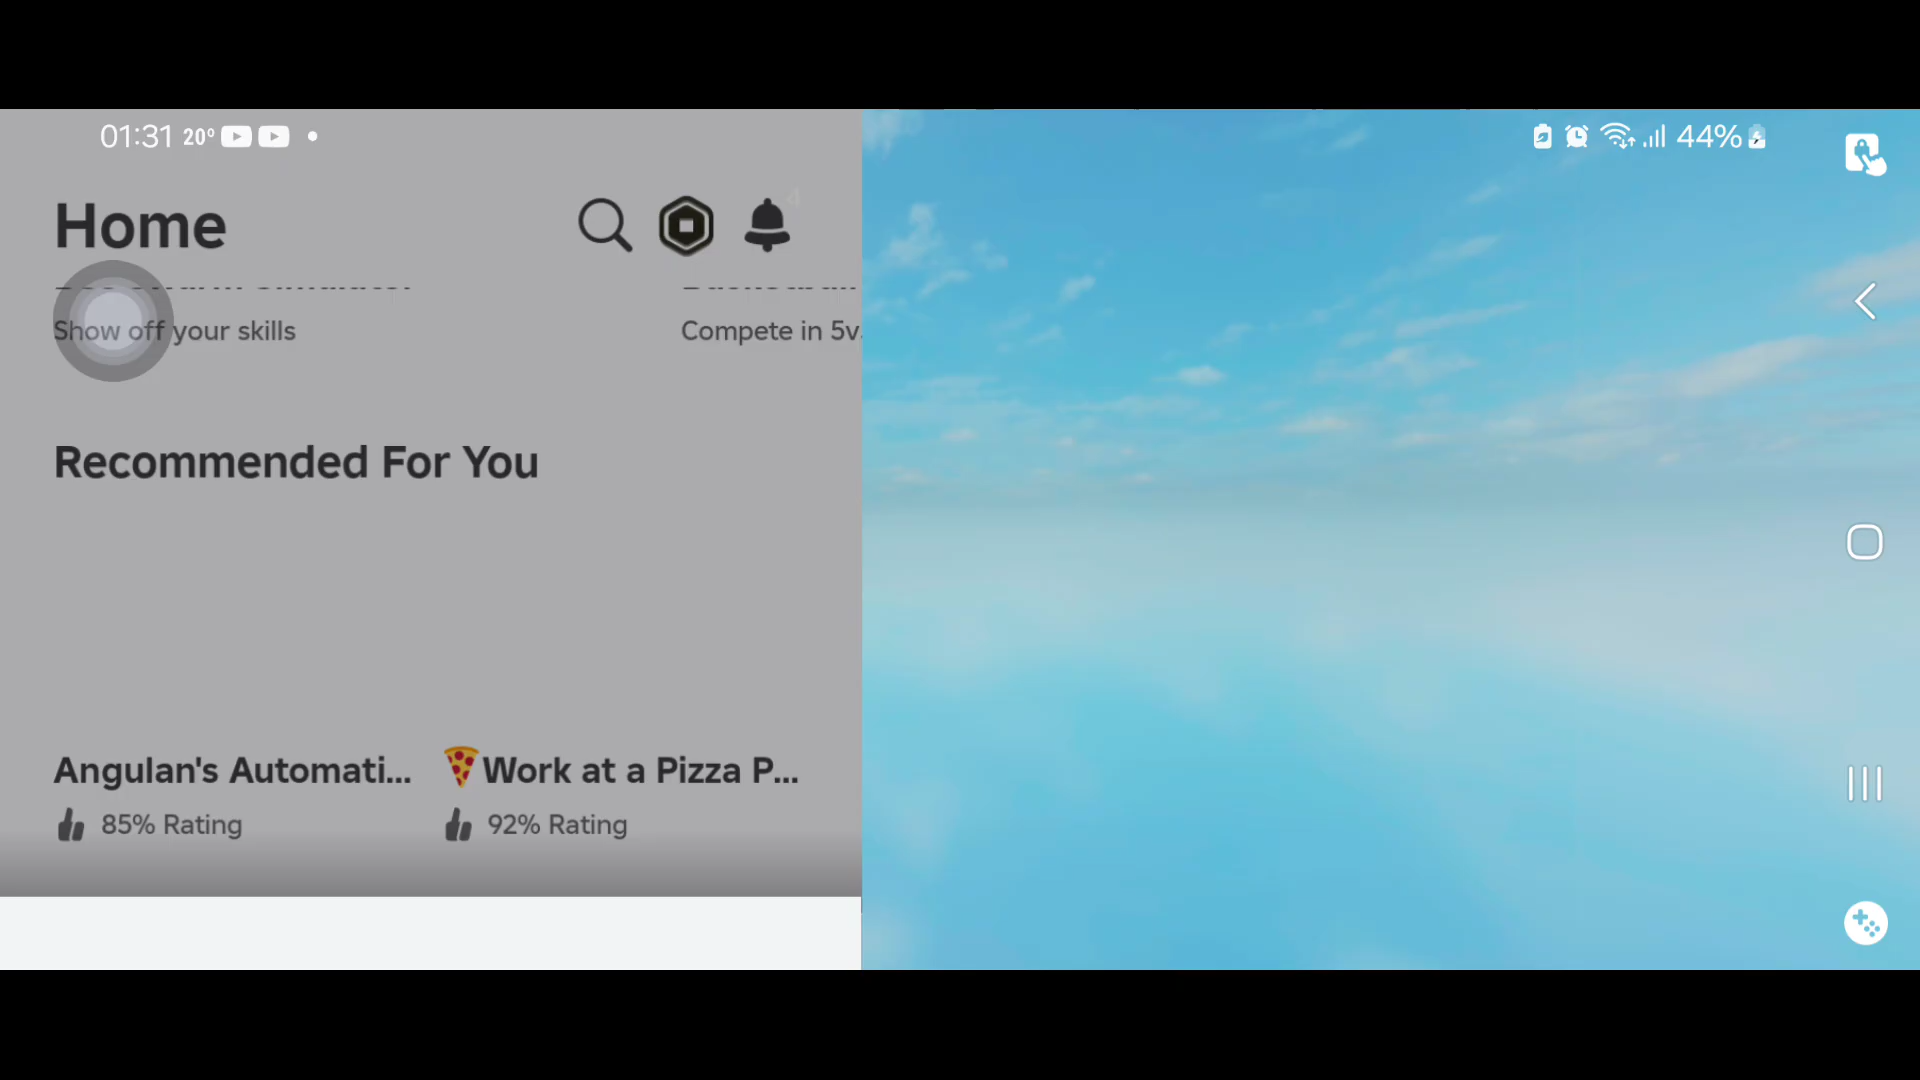 01:31 20°
44%
Home
Show off your skills
Compete in 5v
Recommended For You
Angulan's Automati...
Work at a Pizza P...
85% Rating
92% Rating